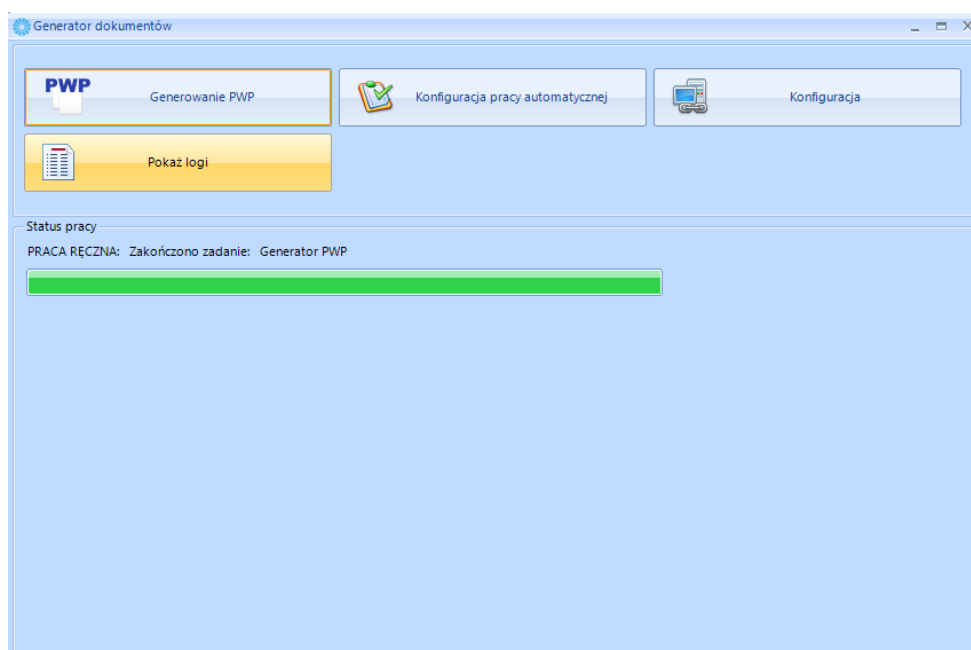 Generator dokumentów
PWP
Generowanie PWP
Konfiguracja pracy automatycznej
Konfiguracja
Pokaż logi
Status pracy
PRACA RĘCZNA: Zakończono zadanie: Generator PWP